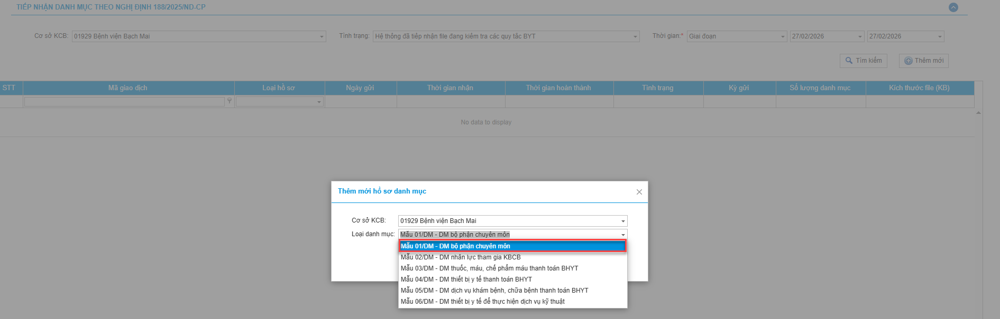 TIẾP NHẬN DANH MỤC THEO NGHỊ ĐỊNH 188/2025/ND-CP
Cơ sở KCB: 01929 Bệnh viện Bạch Mai Tình trạng: Hệ thống đã tiếp nhận file đang kiểm tra các quy tắc BYT Thời gian:* Giai đoạn 27/02/2026 27/02/2026
Tìm kiếm Thêm mới
STT Mã giao dịch Loại hồ sơ Ngày gửi Thời gian nhận Thời gian hoàn thành Tình trạng Kỳ gửi Số lượng danh mục Kích thước file (KB)
No data to display
Thêm mới hồ sơ danh mục
Cơ sở KCB: 01929 Bệnh viện Bạch Mai
Loại danh mục: Mẫu 01/DM - DM bộ phận chuyên môn
Mẫu 01/DM - DM bộ phận chuyên môn
Mẫu 02/DM - DM nhân lực tham gia KBCB
Mẫu 03/DM - DM thuốc, máu, chế phẩm máu thanh toán BHYT
Mẫu 04/DM - DM thiết bị y tế thanh toán BHYT
Mẫu 05/DM - DM dịch vụ khám bệnh, chữa bệnh thanh toán BHYT
Mẫu 06/DM - DM thiết bị y tế để thực hiện dịch vụ kỹ thuật